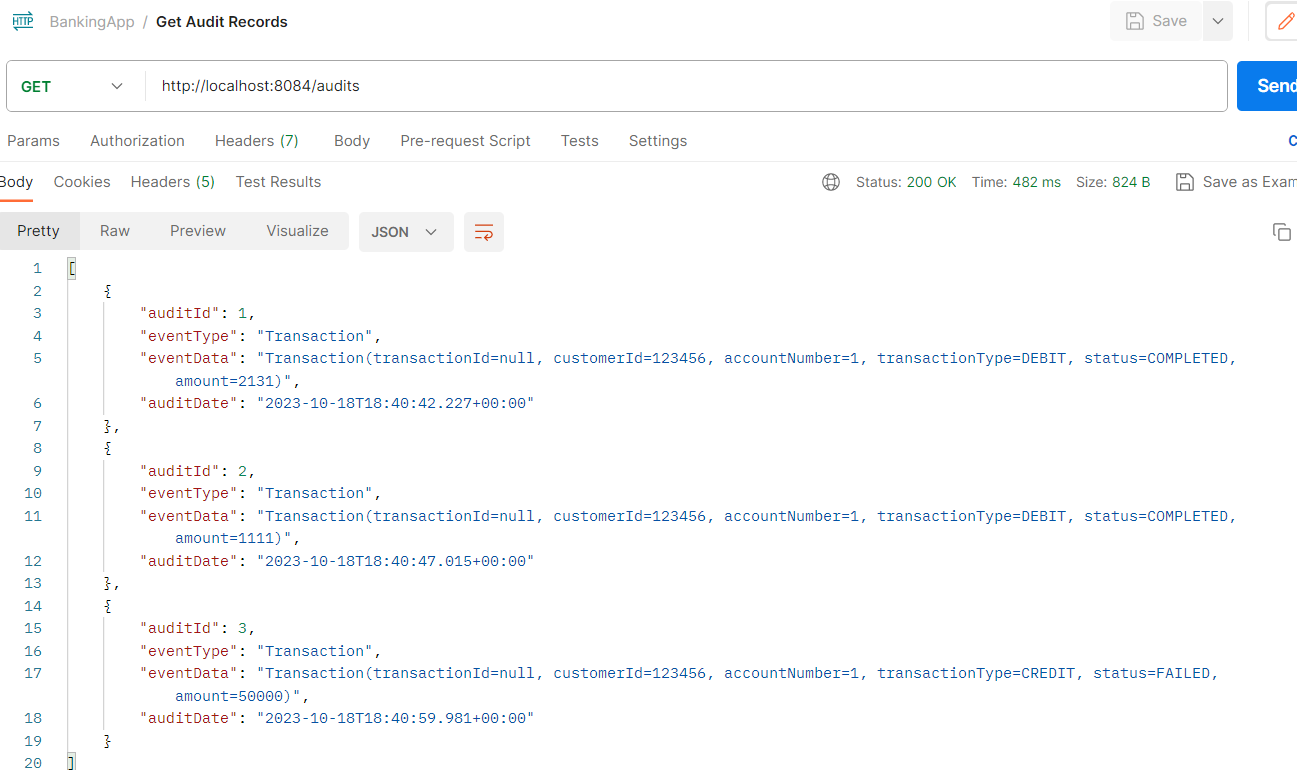 HTTP BankingApp / Get Audit Records Save
GET http://localhost:8084/audits Send
Params Authorization Headers (7) Body Pre-request Script Tests Settings C
Body Cookies Headers (5) Test Results Status: 200 OK Time: 482 ms Size: 824 B Save as Exam
Pretty Raw Preview Visualize JSON
1 [
2 {
3 "auditId": 1,
4 "eventType": "Transaction",
5 "eventData": "Transaction(transactionId=null, customerId=123456, accountNumber=1, transactionType=DEBIT, status=COMPLETED,
amount=2131)",
6 "auditDate": "2023-10-18T18:40:42.227+00:00"
7 },
8 {
9 "auditId": 2,
10 "eventType": "Transaction",
11 "eventData": "Transaction(transactionId=null, customerId=123456, accountNumber=1, transactionType=DEBIT, status=COMPLETED,
amount=1111)",
12 "auditDate": "2023-10-18T18:40:47.015+00:00"
13 },
14 {
15 "auditId": 3,
16 "eventType": "Transaction",
17 "eventData": "Transaction(transactionId=null, customerId=123456, accountNumber=1, transactionType=CREDIT, status=FAILED,
amount=50000)",
18 "auditDate": "2023-10-18T18:40:59.981+00:00"
19 }
20 ]